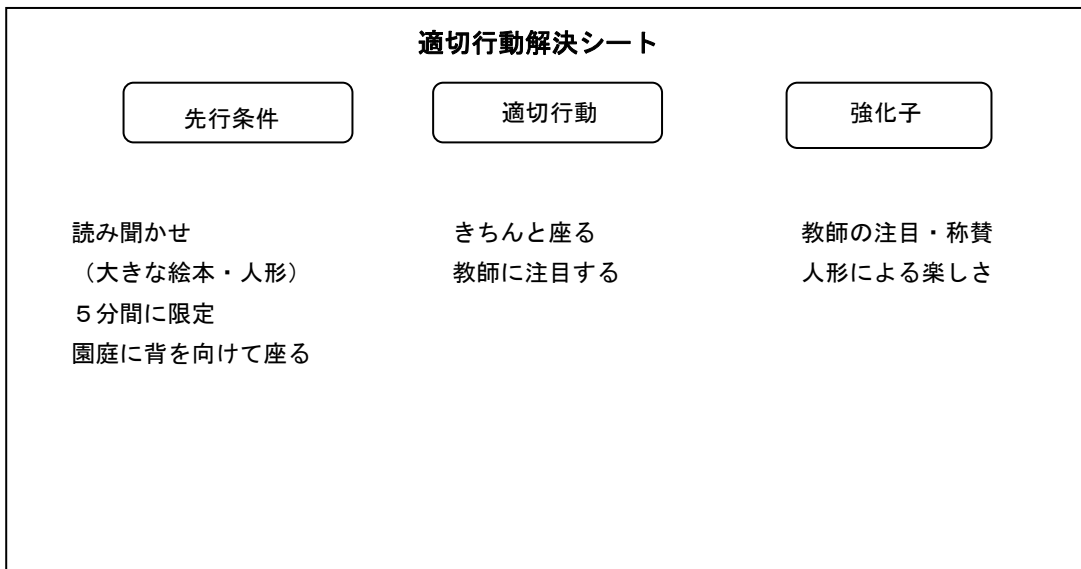 適切行動解決シート
先行条件
適切行動
強化子
読み聞かせ
（大きな絵本・人形）
５分間に限定
園庭に背を向けて座る
きちんと座る
教師に注目する
教師の注目・称賛
人形による楽しさ